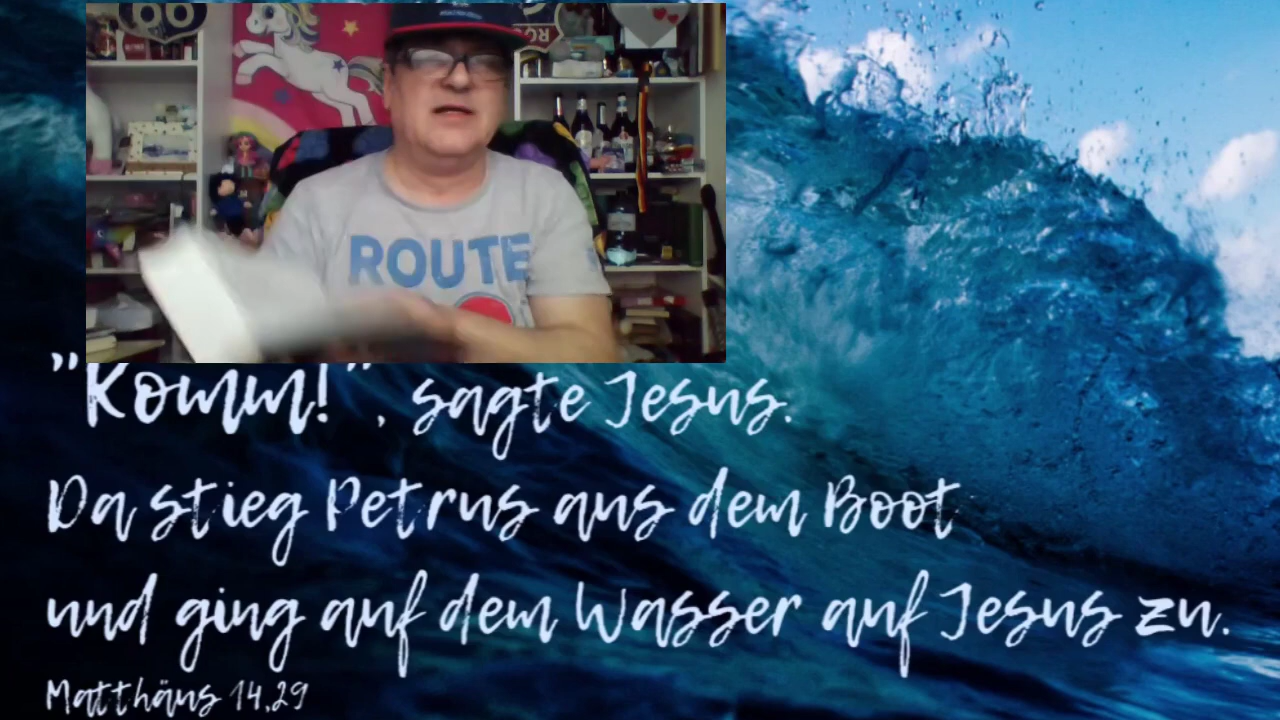 66
ROUTE
"Komm!", sagte Jesus.
Da stieg Petrus aus dem Boot
und ging auf dem Wasser auf Jesus zu.
Matthäus 14,29